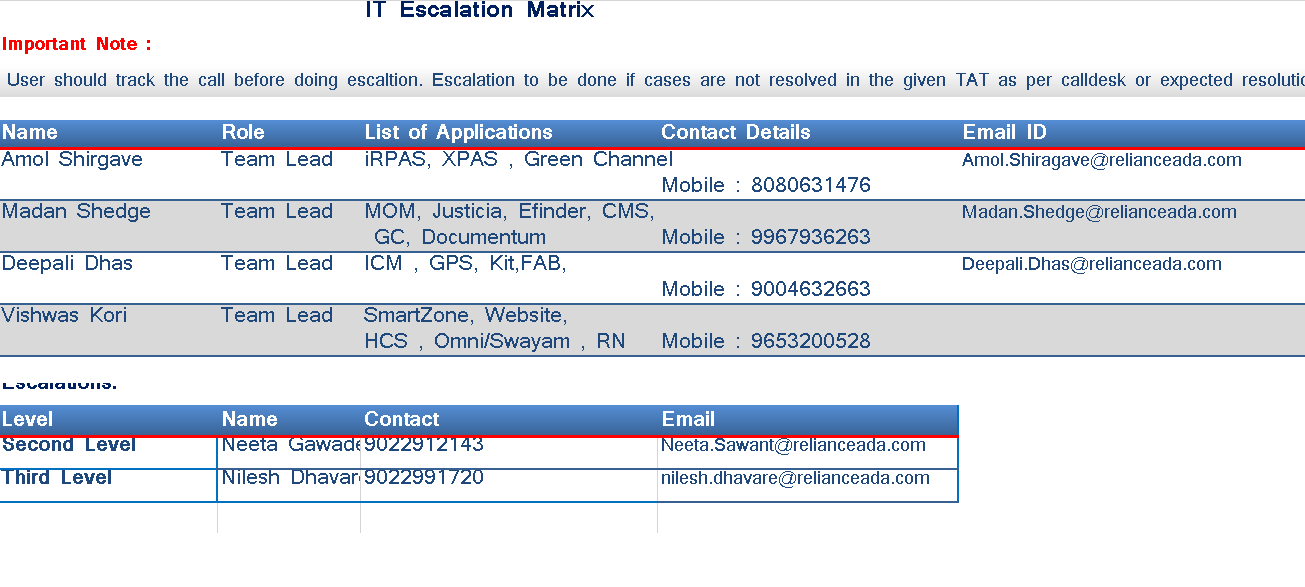 IT Escalation Matrix
Important Note :
User should track the call before doing escaltion. Escalation to be done if cases are not resolved in the given TAT as per calldesk or expected
Name Role List of Applications Contact Details Email ID
Amol Shirgave Team Lead iRPAS, XPAS , Green Channel Amol.Shiragave@relianceada.com
Mobile : 8080631476
Madan Shedge Team Lead MOM, Justicia, Efinder, CMS, Madan.Shedge@relianceada.com
GC, Documentum Mobile : 9967936263
Deepali Dhas Team Lead ICM , GPS, Kit,FAB, Deepali.Dhas@relianceada.com
Mobile : 9004632663
Vishwas Kori Team Lead SmartZone, Website,
HCS , Omni/Swayam , RN Mobile : 9653200528
Escalations:
Level Name Contact Email
Second Level Neeta Gawade 9022912143 Neeta.Sawant@relianceada.com
Third Level Nilesh 9022991720 nilesh.dhavare@relianceada.com